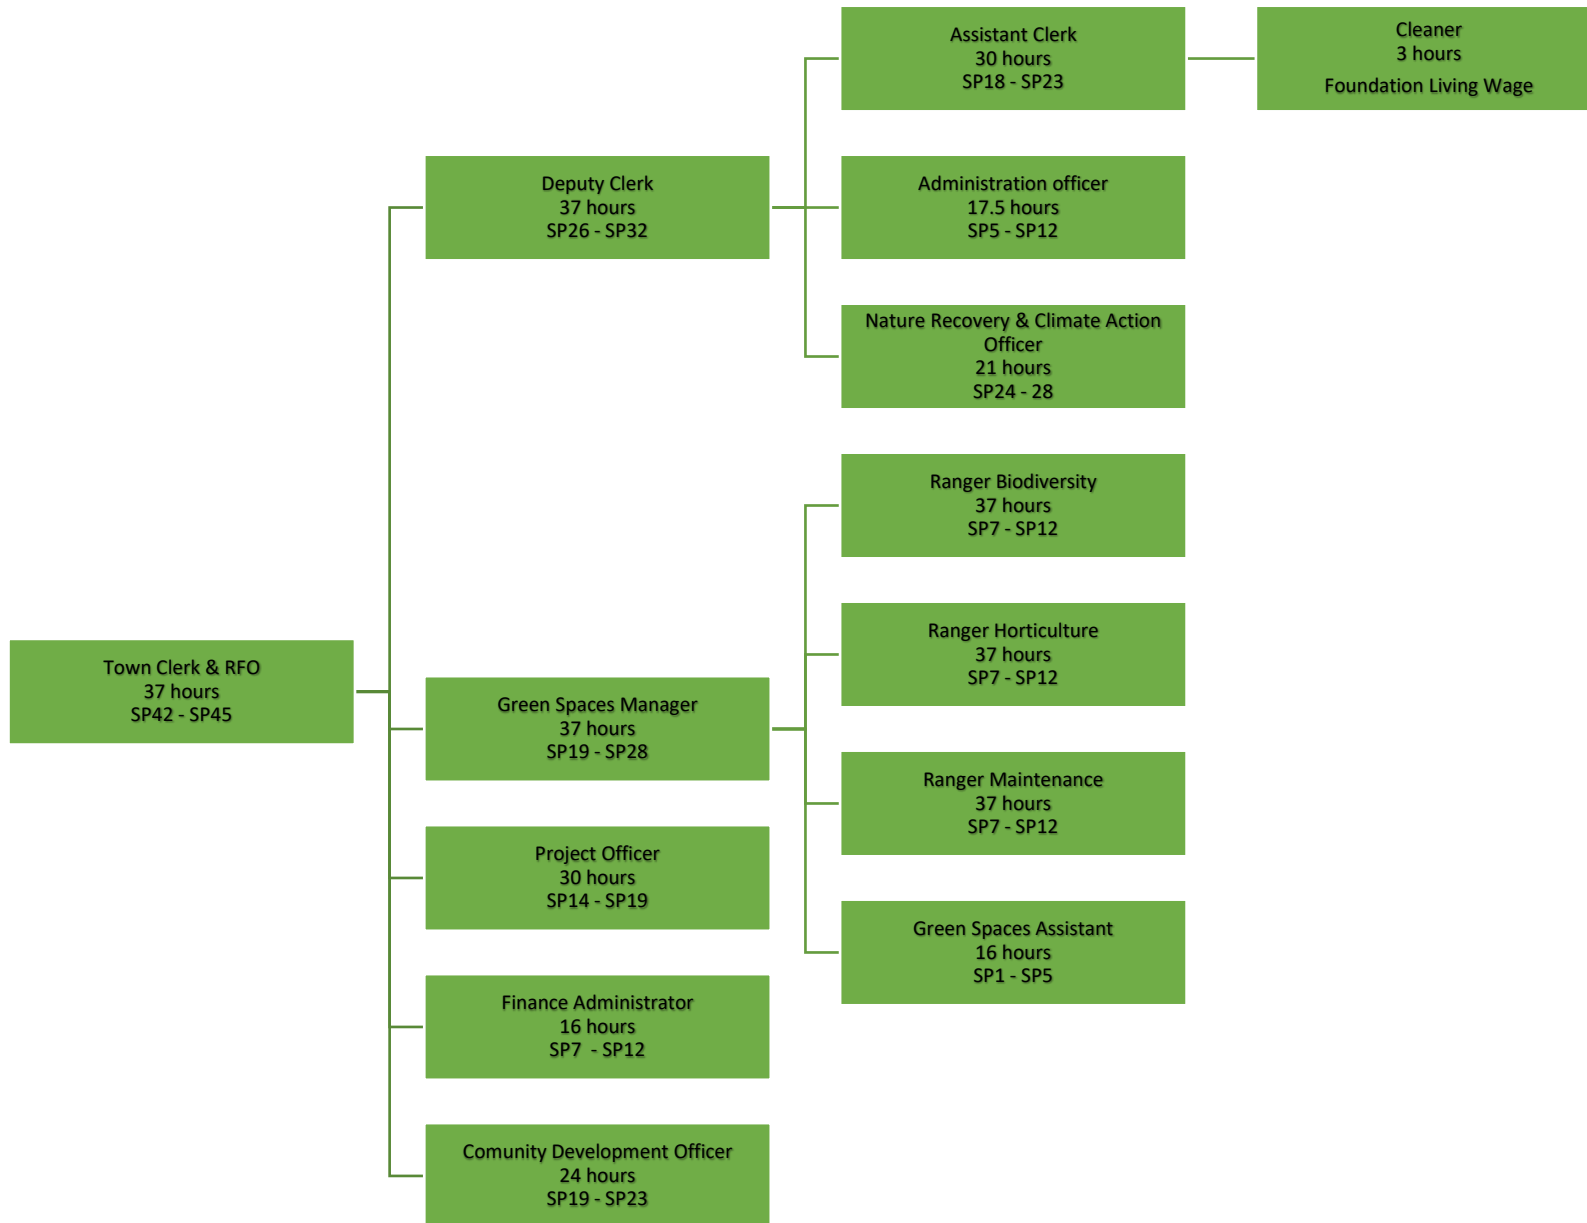 Town Clerk & RFO
37 hours
SP42 - SP45
Deputy Clerk
37 hours
SP26 - SP32
Assistant Clerk
30 hours
SP18 - SP23
Cleaner
3 hours
Foundation Living Wage
Administration officer
17.5 hours
SP5 - SP12
Nature Recovery & Climate Action
Officer
21 hours
SP24 - 28
Green Spaces Manager
37 hours
SP19 - SP28
Ranger Biodiversity
37 hours
SP7 - SP12
Ranger Horticulture
37 hours
SP7 - SP12
Ranger Maintenance
37 hours
SP7 - SP12
Green Spaces Assistant
16 hours
SP1 - SP5
Project Officer
30 hours
SP14 - SP19
Finance Administrator
16 hours
SP7  - SP12
Comunity Development Officer
24 hours
SP19 - SP23